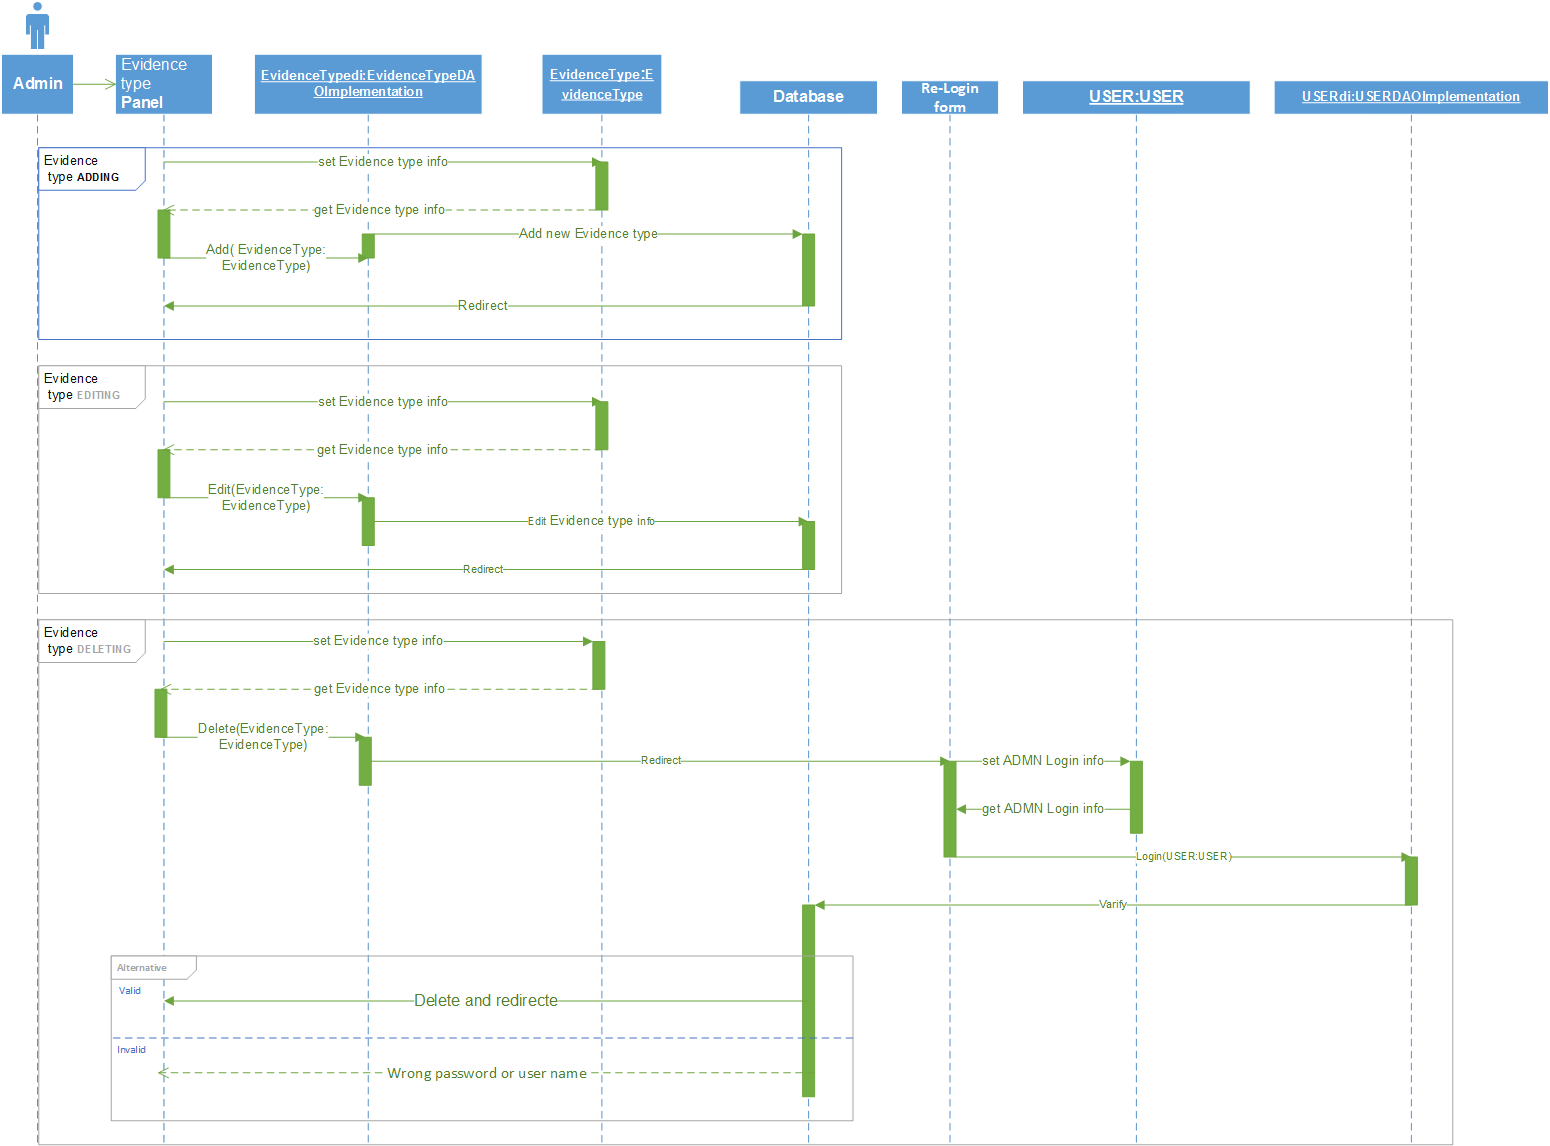 Admin
Evidence
type
Panel
EvidenceTypedi:EvidenceTypeDA
OImplementation
EvidenceType:E
videnceType
Database
Re-Login
form
USER:USER
USERdi:USERDAOImplementation
Evidence
type ADDING
set Evidence type info
get Evidence type info
Add new Evidence type
Add( EvidenceType:
EvidenceType)
Redirect
Evidence
type EDITING
set Evidence type info
get Evidence type info
Edit(EvidenceType:
EvidenceType)
Edit Evidence type info
Redirect
Evidence
type DELETING
set Evidence type info
get Evidence type info
Delete(EvidenceType:
EvidenceType)
Redirect
set ADMN Login info
get ADMN Login info
Login(USER:USER)
Varify
Alternative
Valid
Delete and redirecte
Invalid
Wrong password or user name